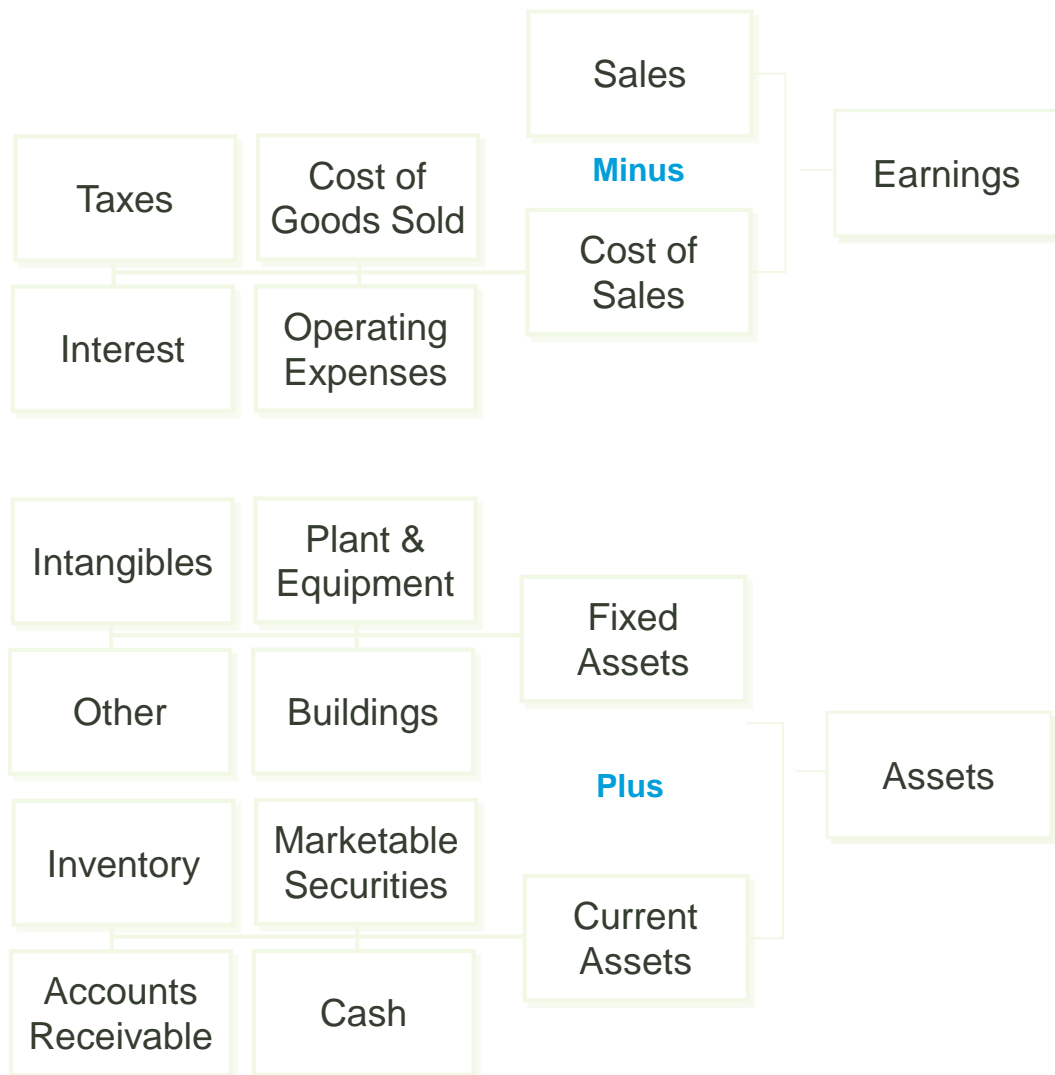 Sales
Minus
Earnings
Taxes
Cost of
Goods Sold
Cost of
Sales
Interest
Operating
Expenses
Intangibles
Plant &
Equipment
Fixed
Assets
Other
Buildings
Plus
Assets
Inventory
Marketable
Securities
Current
Assets
Accounts
Receivable
Cash